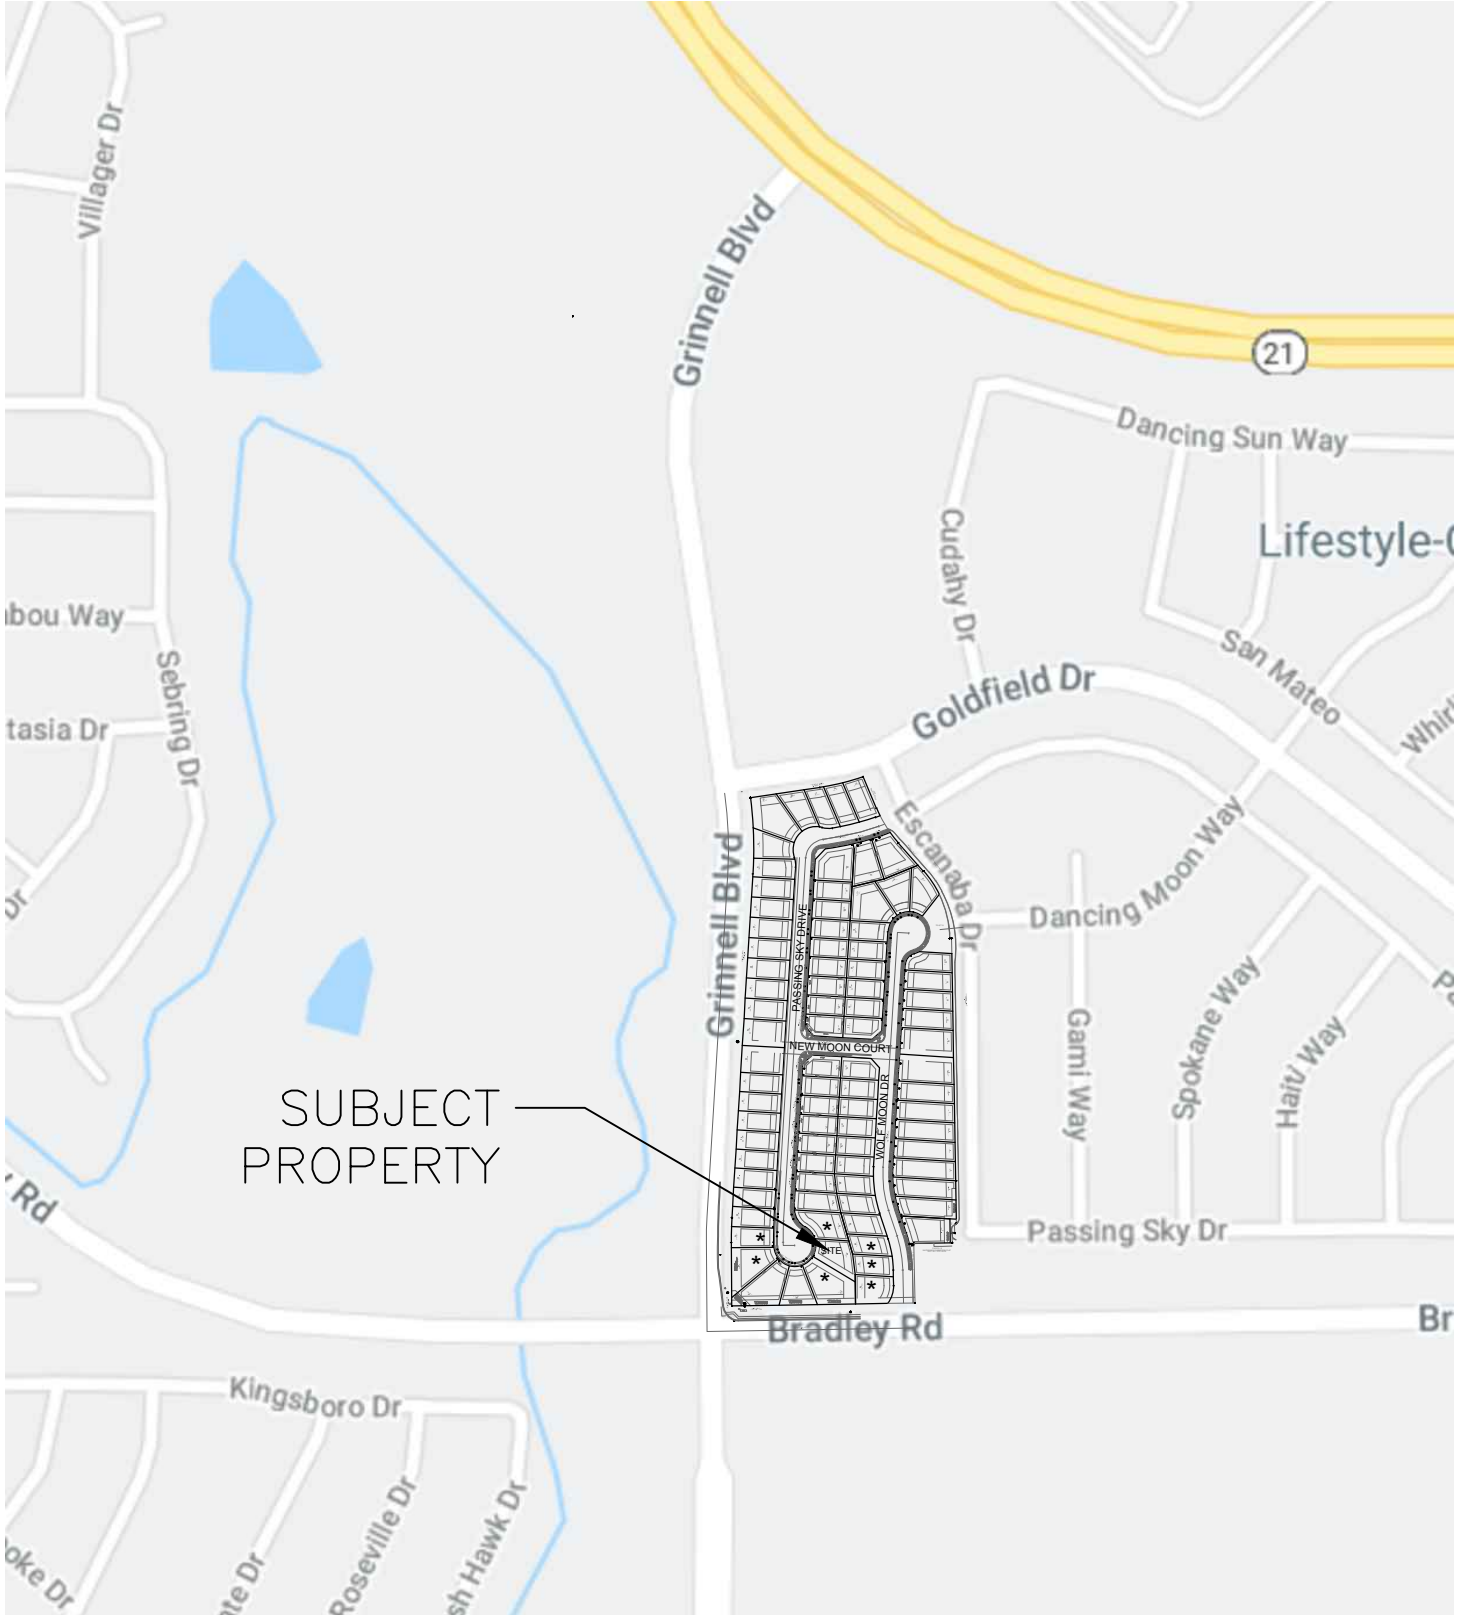 Villager Dr
Grinnell Blvd
21
Dancing Sun Way
Cudahy Dr
Lifestyle-
bou Way
San Mateo
Sebring Dr
Goldfield Dr
tasia Dr
Whirl
Escanaba Dr
Grinnell Blvd
PASSING SKY DRIVE
Dancing Moon Way
Dr
NEW MOON COURT
Gami Way
Spokane Way
Haiti Way
WOLF MOON DR
SUBJECT
PROPERTY
Rd
Passing Sky Dr
*
*
*
*
*
*
*
SITE
Bradley Rd
Br
Kingsboro Dr
Roseville Dr
sh Hawk Dr
oke Dr
te Dr